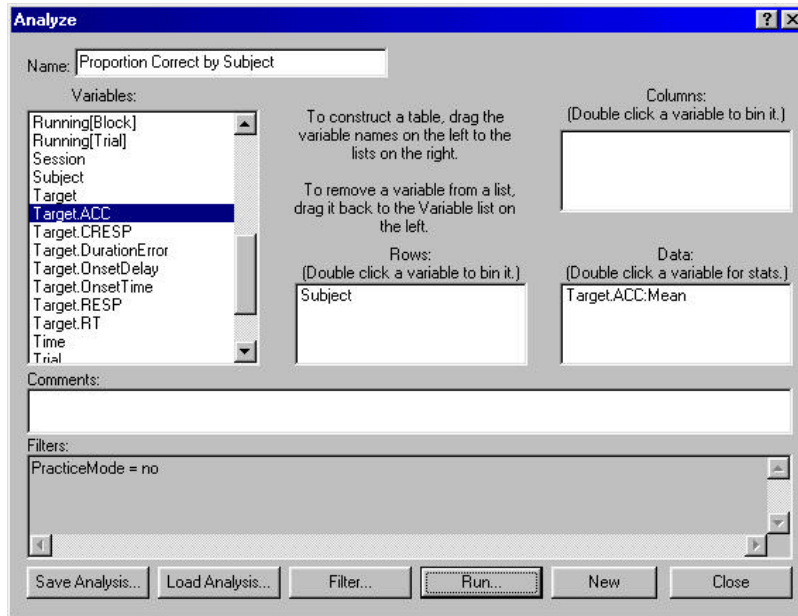 Analyze
Name: Proportion Correct by Subject
Variables:
Running[Block]
Running[Trial]
Session
Subject
Target
Target.ACC
Target.CRESP
Target.DurationError
Target.OnsetDelay
Target.OnsetTime
Target.RESP
Target.RT
Time
Trial
To construct a table, drag the
variable names on the left to the
lists on the right.
To remove a variable from a list,
drag it back to the Variable list on
the left.
Columns:
(Double click a variable to bin it.)
Rows:
(Double click a variable to bin it.)
Subject
Data:
(Double click a variable for stats.)
Target.ACC:Mean
Comments:
Filters:
PracticeMode = no
Save Analysis...
Load Analysis...
Filter...
Run...
New
Close